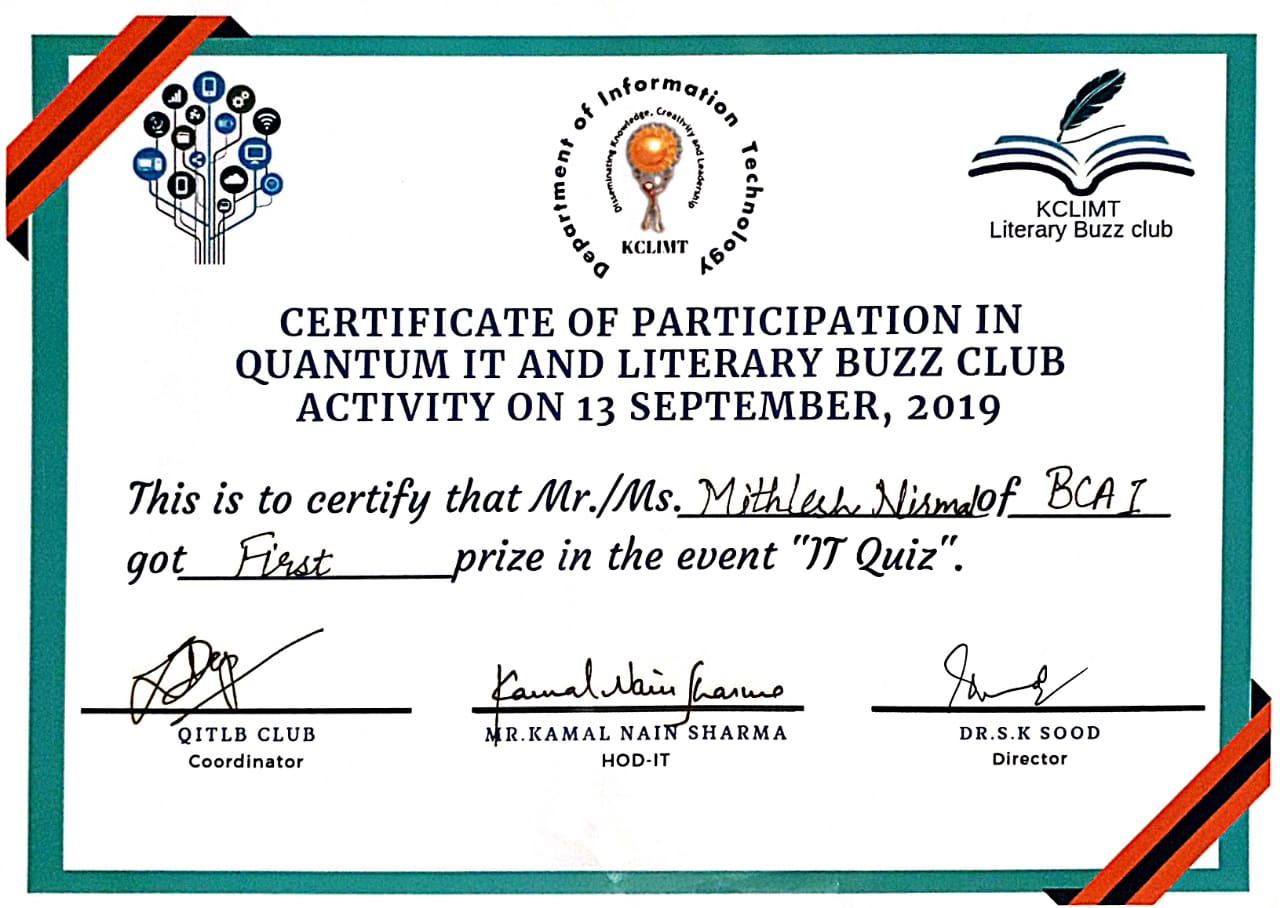 Department of Information Technology
Disseminating Knowledge, Creativity and Leadership
KCLIMT
KCLIMT
Literary Buzz club
CERTIFICATE OF PARTICIPATION IN
QUANTUM IT AND LITERARY BUZZ CLUB
ACTIVITY ON 13 SEPTEMBER, 2019
This is to certify that Mr./Ms. Mithlesh Nirmal of BCA I
got First prize in the event "IT Quiz".
Kamal Nain Sharma
QITLB CLUB MR.KAMAL NAIN SHARMA DR.S.K SOOD
Coordinator HOD-IT Director